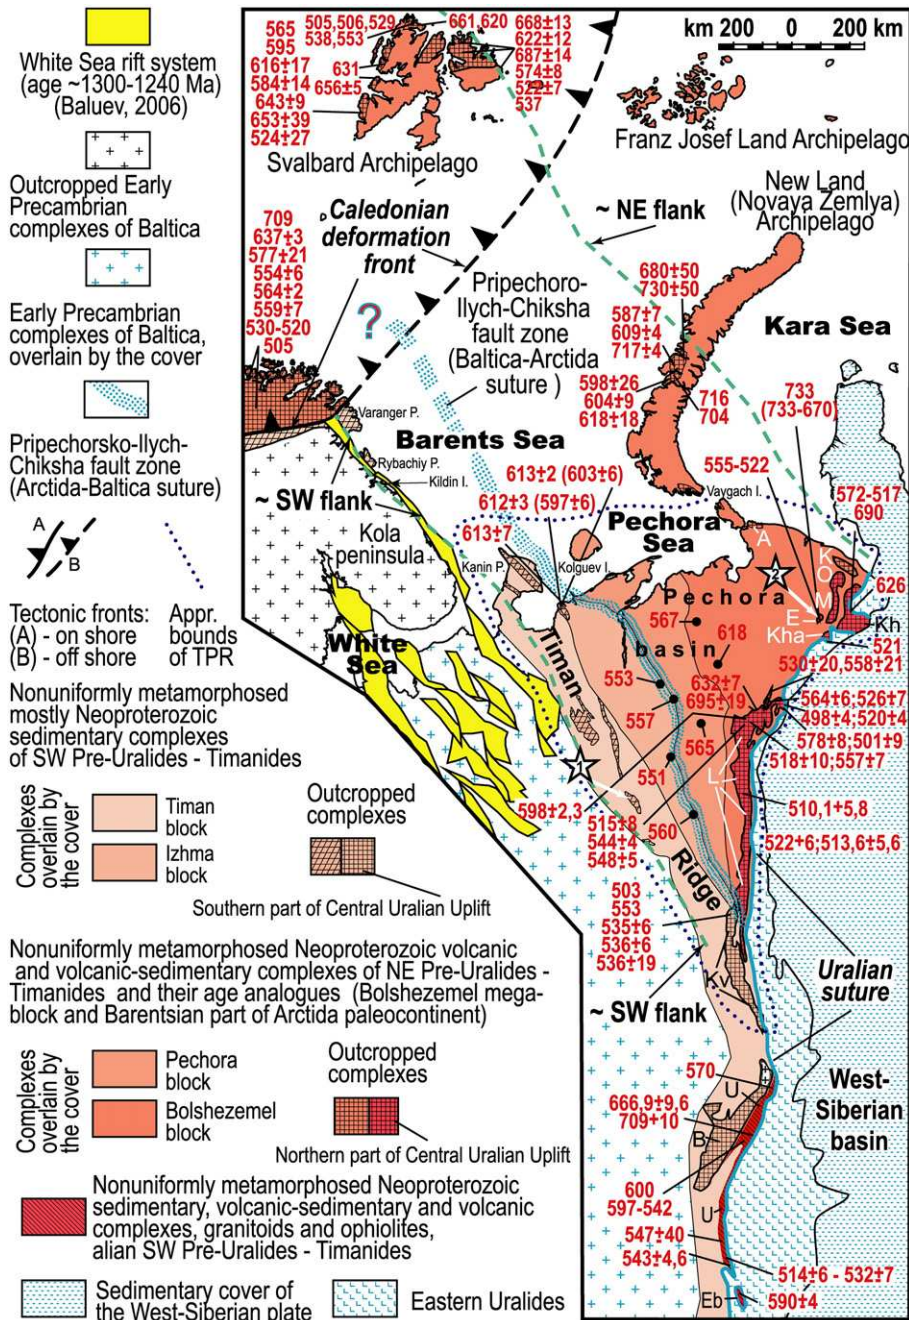 White Sea rift system
(age ~1300-1240 Ma)
(Baluev, 2006)
Outcropped Early
Precambrian
complexes of Baltica
Early Precambrian
complexes of Baltica,
overlain by the cover
Pripechorsko-Ilych-
Chiksha fault zone
(Arctida-Baltica suture)
A
B
Tectonic fronts:
(A) - on shore
(B) - off shore
Appr.
bounds
of TPR
Nonuniformly metamorphosed
mostly Neoproterozoic
sedimentary complexes
of SW Pre-Uralides - Timanides
Complexes
overlain by
the cover
Timan
block
Izhma
block
Outcropped
complexes
Southern part of Central Uralian Uplift
Nonuniformly metamorphosed Neoproterozoic volcanic
and volcanic-sedimentary complexes of NE Pre-Uralides -
Timanides and their age analogues (Bolshezemel mega-
block and Barentsian part of Arctida paleocontinent)
Complexes
overlain by
the cover
Pechora
block
Bolshezemel
block
Outcropped
complexes
Northern part of Central Uralian Uplift
Nonuniformly metamorphosed Neoproterozoic
sedimentary, volcanic-sedimentary and volcanic
complexes, granitoids and ophiolites,
alian SW Pre-Uralides - Timanides
Sedimentary cover of
the West-Siberian plate
Eastern Uralides
km 0 km
200 200
565
595
616±17
584±14
643±9
653±39
524±27
505,506,529
538,553
631
656±5
661,620
668±13
622±12
687±14
574±8
522±7
537
Svalbard Archipelago
Franz Josef Land Archipelago
New Land
(Novaya Zemlya)
Archipelago
~ NE flank
Caledonian
deformation
front
709
637±3
577±21
554±6
564±2
559±7
530-520
505
?
Pripechoro-
Ilych-Chiksha
fault zone
(Baltica-Arctida
suture )
680±50
730±50
587±7
609±4
717±4
598±26
604±9
618±18
716
704
Kara Sea
733
(733-670)
555-522
572-517
690
Varanger P.
Rybachiy P.
Kildin I.
Barents Sea
~ SW flank
Kola
peninsula
613±2 (603±6)
612±3 (597±6)
613±7
Vaygach I.
Pechora
Sea
Kanin P.
Kolguev I.
A
2
K
O
M
E
Kha
Kh
626
521
Pechora
basin
567
618
White
Sea
Timan
Ridge
553
557
632±7
695±19
565
551
560
530±20,558±21
564±6;526±7
498±4;520±4
578±8;501±9
518±10;557±7
1
L
598±2,3
515±8
544±4
548±5
510,1±5,8
522±6;513,6±5,6
503
553
535±6
536±6
536±19
~ SW flank
Kv
Uralian
suture
570
U
666,9±9,6
709±10
B
West-
Siberian
basin
600
597-542
U
547±40
543±4,6
514±6 - 532±7
Eb
590±4